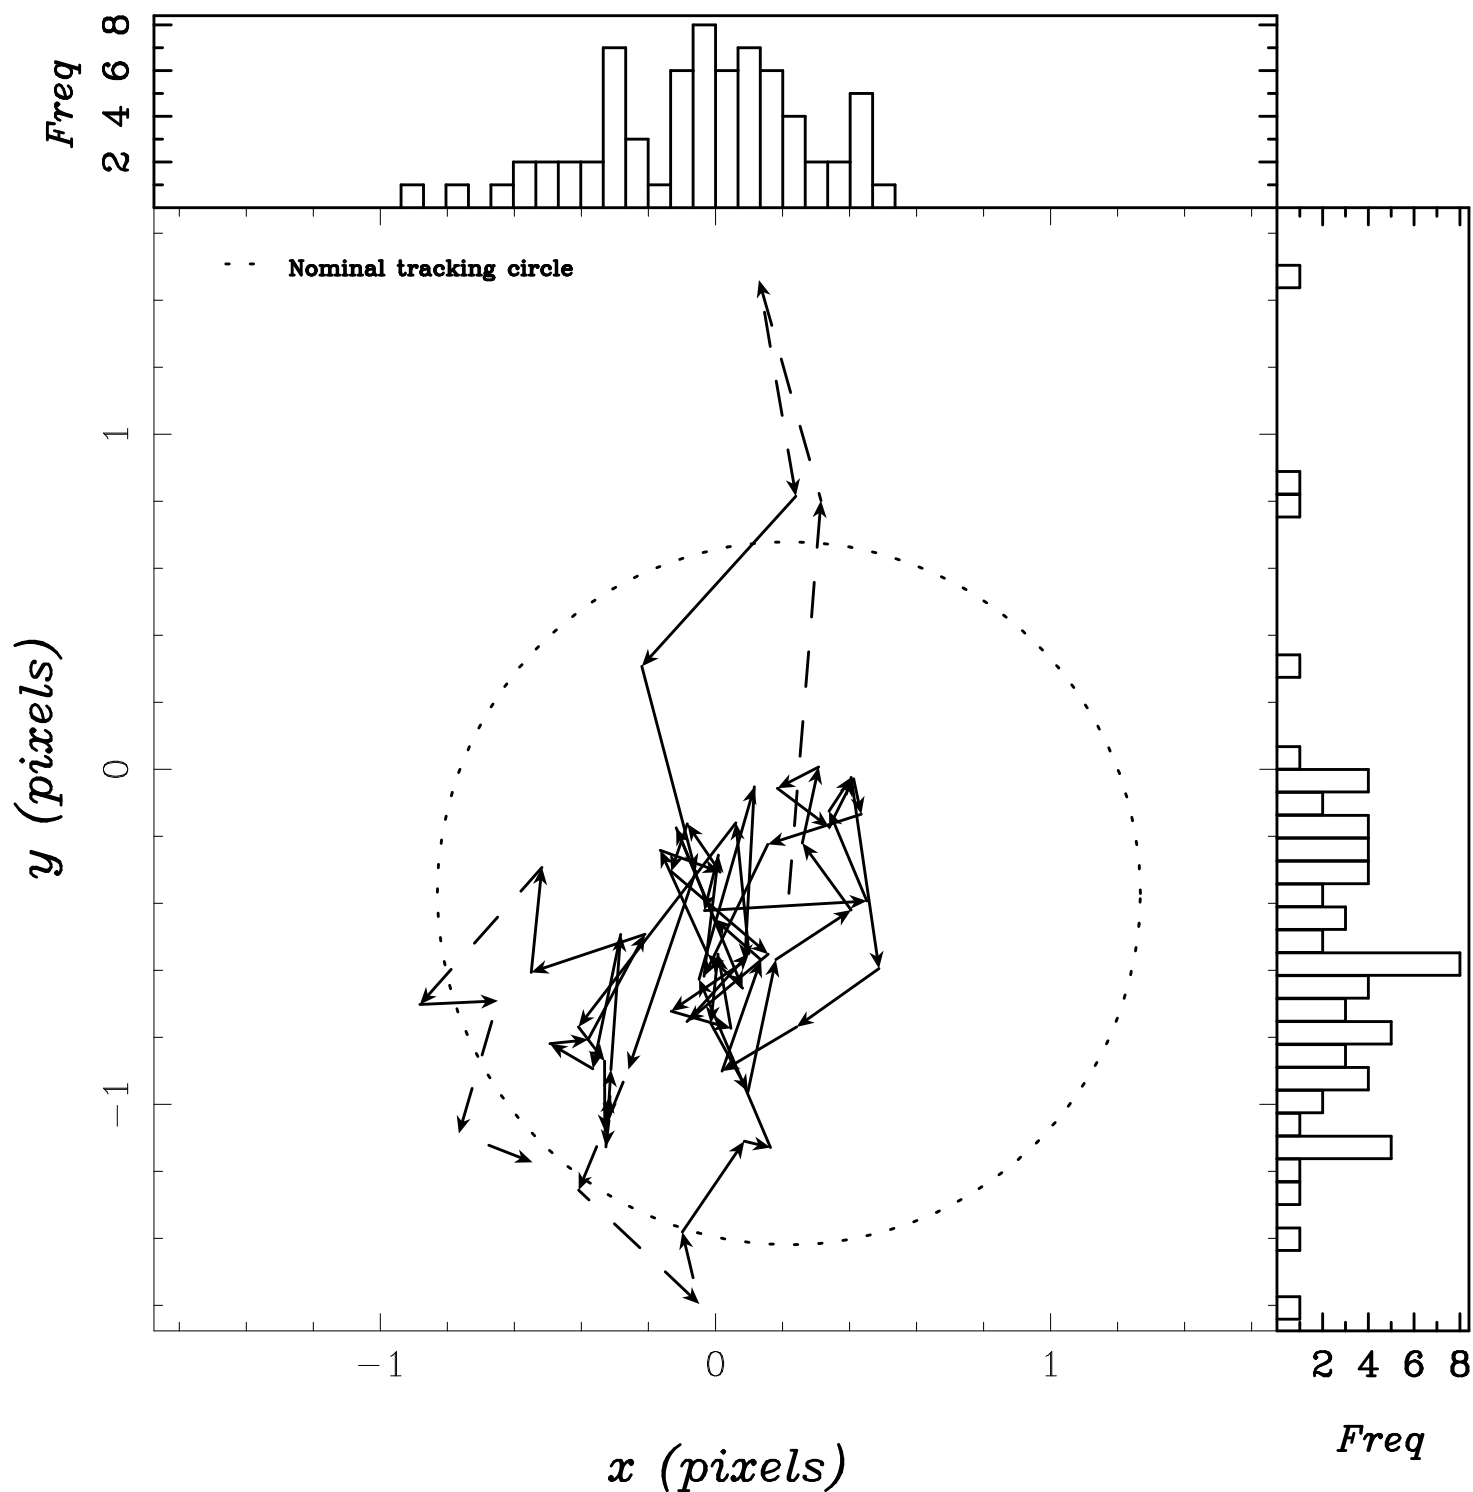 Freq
8
6
4
2
Nominal tracking circle
y (pixels)
1
0
−1
−1 0 1
2 4 6 8
x (pixels)
Freq